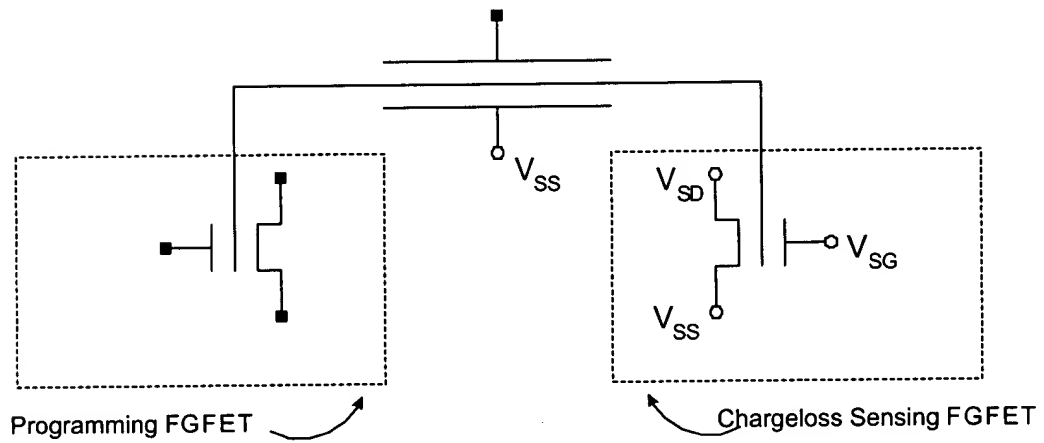 V_SS
V_SD
V_SG
V_SS
Programming FGFET
Chargeloss Sensing FGFET